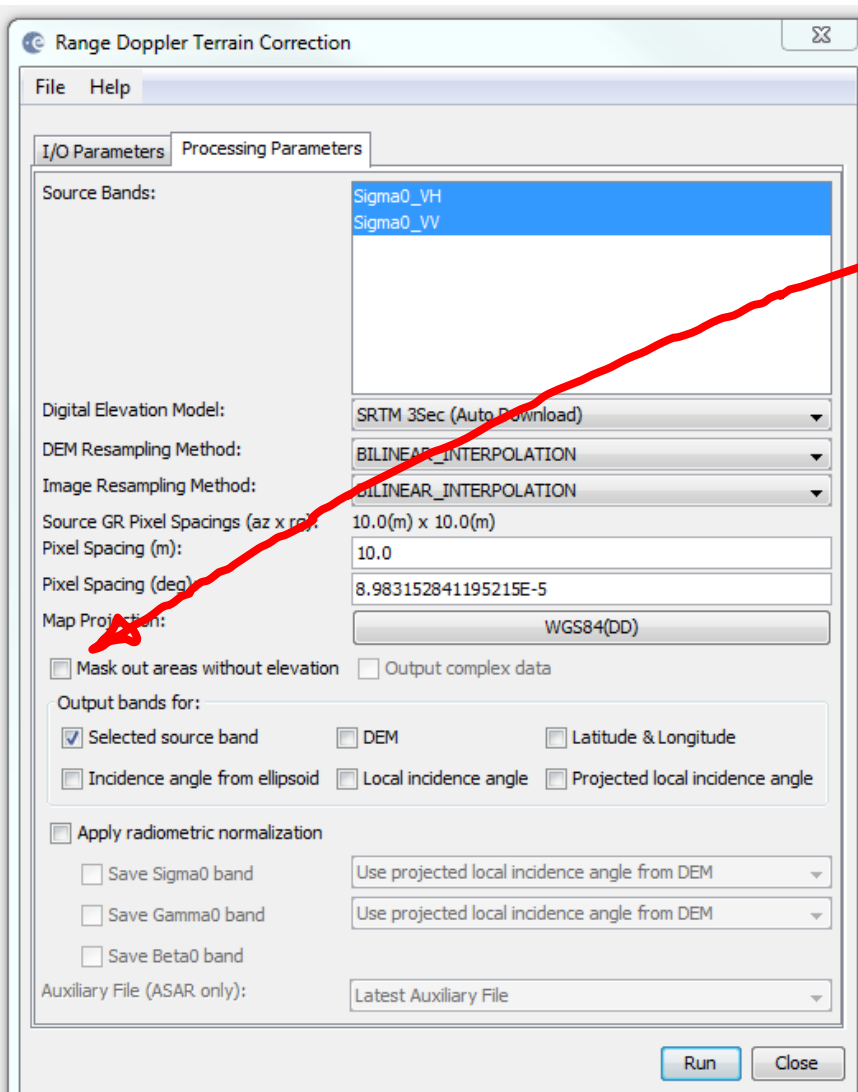 Range Doppler Terrain Correction
File Help
I/O Parameters Processing Parameters
Source Bands:
Sigma0_VH
Sigma0_VV
Digital Elevation Model: SRTM 3Sec (Auto Download)
DEM Resampling Method: BILINEAR_INTERPOLATION
Image Resampling Method: BILINEAR_INTERPOLATION
Source GR Pixel Spacings (az x rg): 10.0(m) x 10.0(m)
Pixel Spacing (m): 10.0
Pixel Spacing (deg): 8.983152841195215E-5
Map Projection: WGS84(DD)
Mask out areas without elevation Output complex data
Output bands for:
Selected source band DEM Latitude & Longitude
Incidence angle from ellipsoid Local incidence angle Projected local incidence angle
Apply radiometric normalization
Save Sigma0 band Use projected local incidence angle from DEM
Save Gamma0 band Use projected local incidence angle from DEM
Save Beta0 band
Auxiliary File (ASAR only): Latest Auxiliary File
Run Close